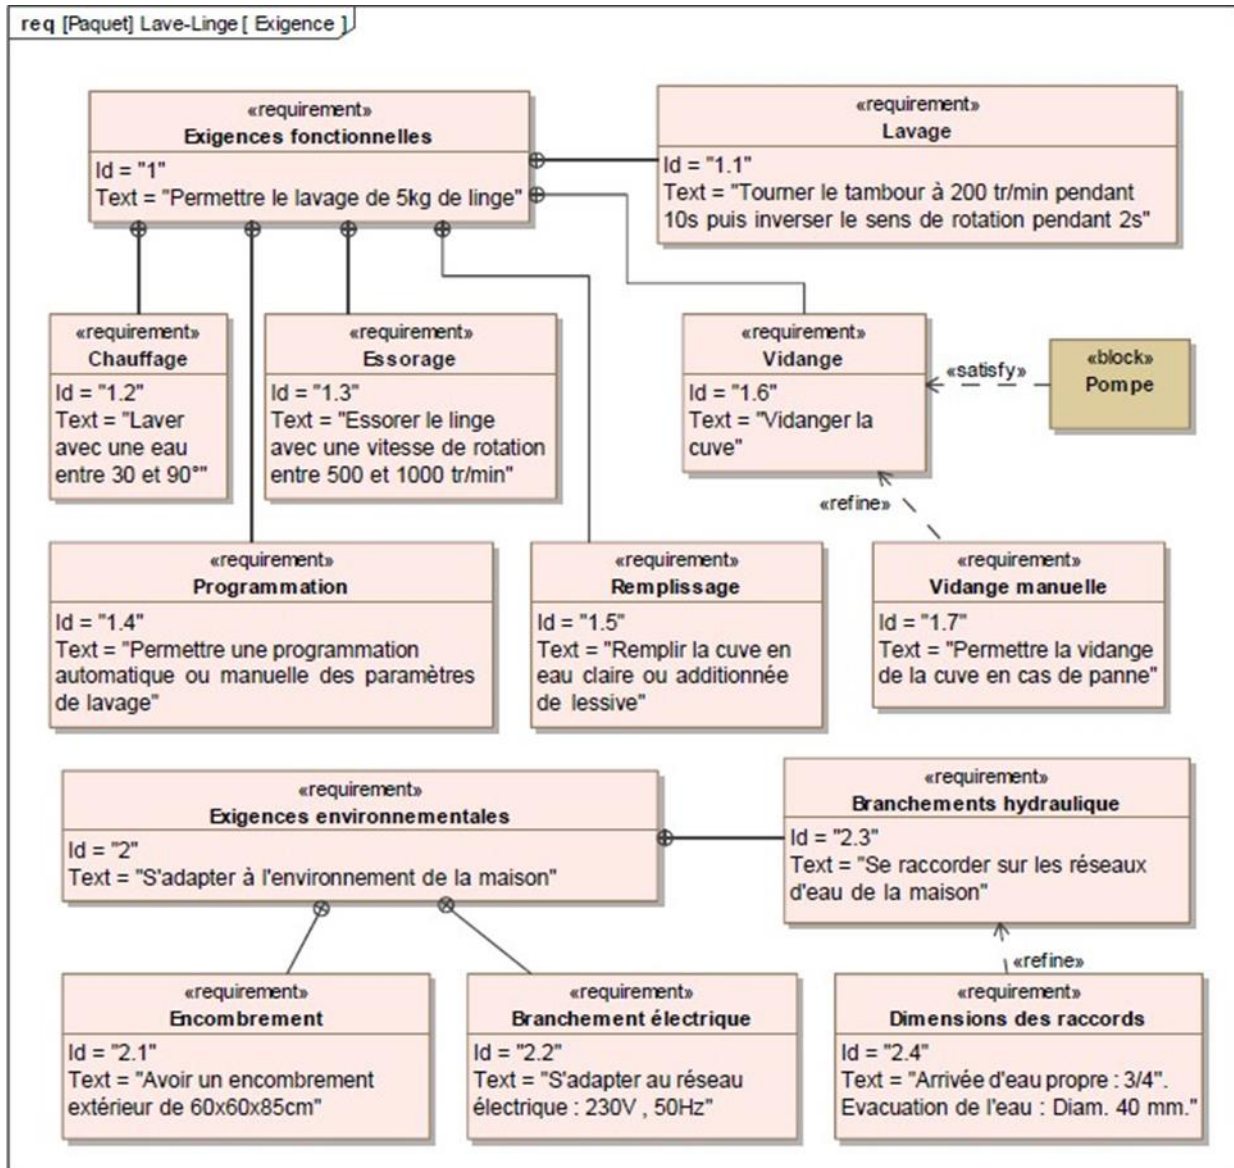 req [Paquet] Lave-Linge [ Exigence ]
«requirement»
Exigences fonctionnelles
Id = "1"
Text = "Permettre le lavage de 5kg de linge"
«requirement»
Lavage
Id = "1.1"
Text = "Tourner le tambour à 200 tr/min pendant
10s puis inverser le sens de rotation pendant 2s"
«requirement»
Chauffage
Id = "1.2"
Text = "Laver
avec une eau
entre 30 et 90°"
«requirement»
Essorage
Id = "1.3"
Text = "Essorer le linge
avec une vitesse de rotation
entre 500 et 1000 tr/min"
«requirement»
Vidange
Id = "1.6"
Text = "Vidanger la
cuve"
«satisfy»
«block»
Pompe
«refine»
«requirement»
Programmation
Id = "1.4"
Text = "Permettre une programmation
automatique ou manuelle des paramètres
de lavage"
«requirement»
Remplissage
Id = "1.5"
Text = "Remplir la cuve en
eau claire ou additionnée
de lessive"
«requirement»
Vidange manuelle
Id = "1.7"
Text = "Permettre la vidange
de la cuve en cas de panne"
«requirement»
Exigences environnementales
Id = "2"
Text = "S'adapter à l'environnement de la maison"
«requirement»
Branchements hydraulique
Id = "2.3"
Text = "Se raccorder sur les réseaux
d'eau de la maison"
«refine»
«requirement»
Encombrement
Id = "2.1"
Text = "Avoir un encombrement
extérieur de 60x60x85cm"
«requirement»
Branchement électrique
Id = "2.2"
Text = "S'adapter au réseau
électrique : 230V , 50Hz"
«requirement»
Dimensions des raccords
Id = "2.4"
Text = "Arrivée d'eau propre : 3/4".
Evacuation de l'eau : Diam. 40 mm."